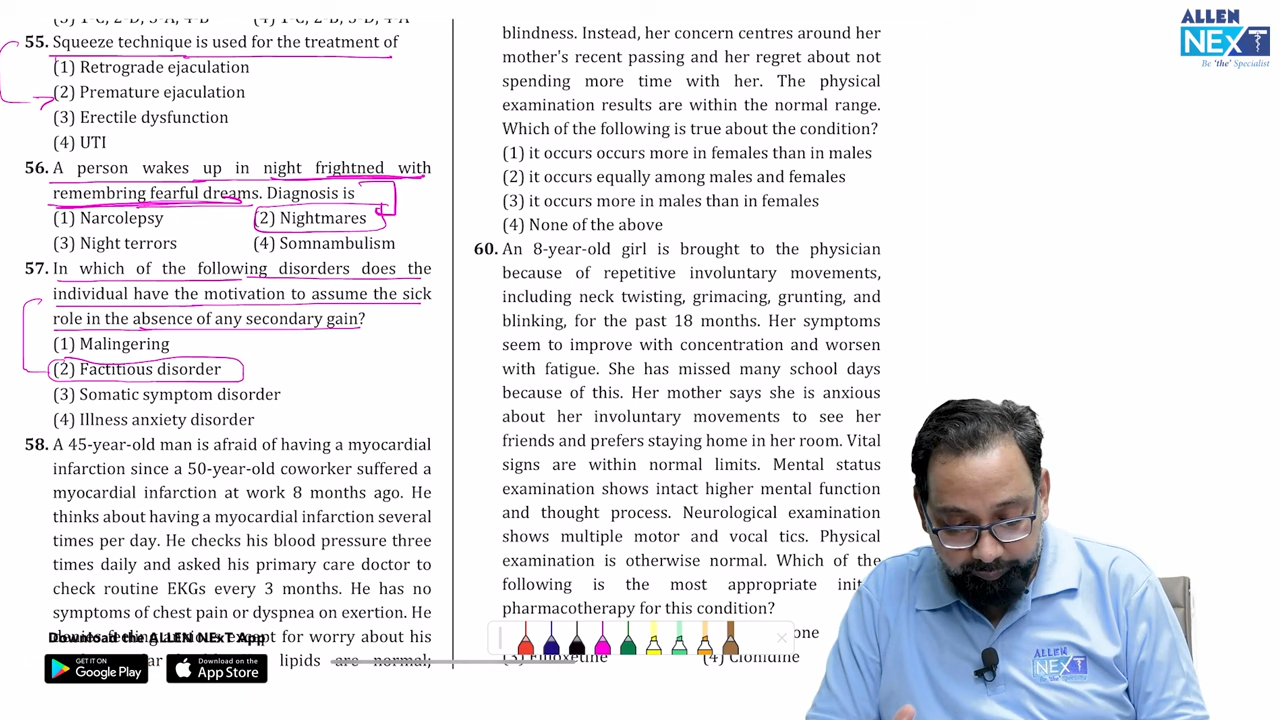 55. Squeeze technique is used for the treatment of
(1) Retrograde ejaculation
(2) Premature ejaculation
(3) Erectile dysfunction
(4) UTI
56. A person wakes up in night frightned with
remembring fearful dreams. Diagnosis is
(1) Narcolepsy (2) Nightmares
(3) Night terrors (4) Somnambulism
57. In which of the following disorders does the
individual have the motivation to assume the sick
role in the absence of any secondary gain?
(1) Malingering
(2) Factitious disorder
(3) Somatic symptom disorder
(4) Illness anxiety disorder
58. A 45-year-old man is afraid of having a myocardial
infarction since a 50-year-old coworker suffered a
myocardial infarction at work 8 months ago. He
thinks about having a myocardial infarction several
times per day. He checks his blood pressure three
times daily and asked his primary care doctor to
check routine EKGs every 3 months. He has no
symptoms of chest pain or dyspnea on exertion. He
for worry about his
lipids are normal;
Download the ALLEN NExT App
GET IT ON
Google Play
Download on the
App Store
blindness. Instead, her concern centres around her
mother's recent passing and her regret about not
spending more time with her. The physical
examination results are within the normal range.
Which of the following is true about the condition?
(1) it occurs occurs more in females than in males
(2) it occurs equally among males and females
(3) it occurs more in males than in females
(4) None of the above
60. An 8-year-old girl is brought to the physician
because of repetitive involuntary movements,
including neck twisting, grimacing, grunting, and
blinking, for the past 18 months. Her symptoms
seem to improve with concentration and worsen
with fatigue. She has missed many school days
because of this. Her mother says she is anxious
about her involuntary movements to see her
friends and prefers staying home in her room. Vital
signs are within normal limits. Mental status
examination shows intact higher mental function
and thought process. Neurological examination
shows multiple motor and vocal tics. Physical
examination is otherwise normal. Which of the
following is the most appropriate
pharmacotherapy for this condition?
(4) Clonidine
ALLEN
NEXT
Be 'the' Specialist
ALLEN
NEXT